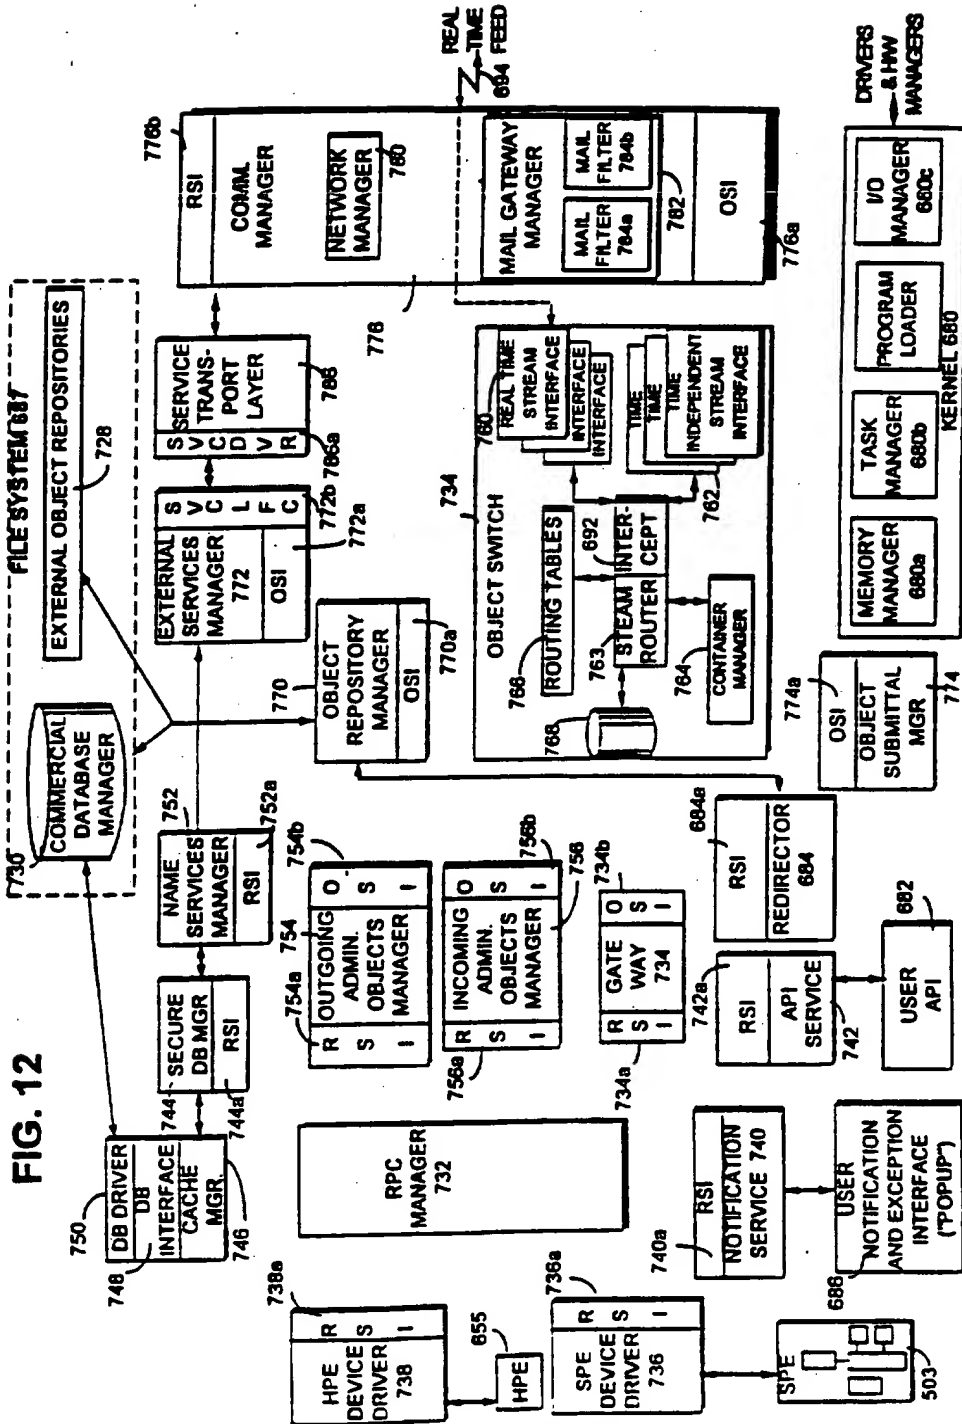 FIG. 12
FILE SYSTEM 687
EXTERNAL OBJECT REPOSITORIES
728
730
COMMERCIAL
DATABASE
MANAGER
750
DB DRIVER
DB
INTERFACE
CACHE
MGR.
748
746
744
SECURE
DB MGR
RSI
744a
NAME
SERVICES
MANAGER
RSI
752
752a
EXTERNAL
SERVICES
MANAGER
772
OSI
S
V
C
L
F
C
772b
772a
S
V
C
D
V
R
SERVICE
TRANS-
PORT
LAYER
786
786a
776b
RSI
COMM.
MANAGER
NETWORK
MANAGER
780
776
MAIL GATEWAY
MANAGER
MAIL
FILTER
784a
MAIL
FILTER
784b
782
OSI
776a
REAL
TIME
FEED
694
770
OBJECT
REPOSITORY
MANAGER
OSI
770a
754
754a
754b
R
S
I
OUTGOING
ADMIN.
OBJECTS
MANAGER
O
S
I
756
756a
756b
R
S
I
INCOMING
ADMIN.
OBJECTS
MANAGER
O
S
I
734a
734b
R
S
I
GATE
WAY
734
O
S
I
734
OBJECT SWITCH
ROUTING TABLES
766
692
STEAM
ROUTER
763
INTER-
CEPT
768
764
CONTAINER
MANAGER
760
REAL TIME
STREAM
INTERFACE
INTERFACE
INTERFACE
TIME
TIME
TIME
INDEPENDENT
STREAM
INTERFACE
762
RPC
MANAGER
732
738a
HPE
DEVICE
DRIVER
738
R
S
I
655
HPE
736a
SPE
DEVICE
DRIVER
736
R
S
I
SPE
503
740a
RSI
NOTIFICATION
SERVICE 740
686
USER
NOTIFICATION
AND EXCEPTION
INTERFACE
("POPUP")
742a
RSI
API
SERVICE
742
USER
API
682
684a
RSI
REDIRECTOR
684
774a
OSI
OBJECT
SUBMITTAL
MGR
774
MEMORY
MANAGER
680a
TASK
MANAGER
680b
PROGRAM
LOADER
I/O
MANAGER
680c
KERNEL 680
DRIVERS
& H/W
MANAGERS